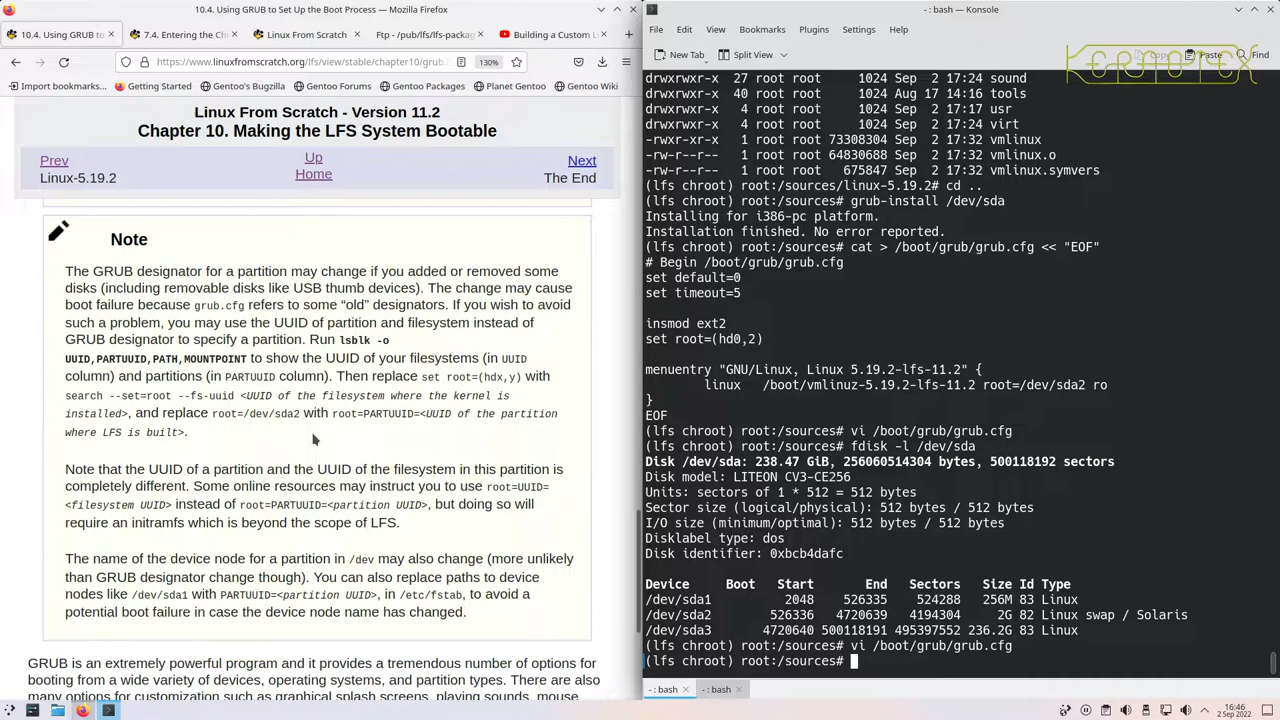 10.4. Using GRUB to Set Up the Boot Process — Mozilla Firefox
10.4. Using GRUB to
7.4. Entering the Ch
Linux From Scratch
Ftp - /pub/lfs/lfs-packag
Building a Custom L
https://www.linuxfromscratch.org/lfs/view/stable/chapter10/grub
Import bookmarks...
Getting Started
Gentoo's Bugzilla
Gentoo Forums
Gentoo Packages
Planet Gentoo
Gentoo Wiki
Linux From Scratch - Version 11.2
Chapter 10. Making the LFS System Bootable
Prev
Up
Next
Linux-5.19.2
Home
The End
Note
The GRUB designator for a partition may change if you added or removed some
disks (including removable disks like USB thumb devices). The change may cause
boot failure because grub.cfg refers to some “old” designators. If you wish to avoid
such a problem, you may use the UUID of partition and filesystem instead of
GRUB designator to specify a partition. Run lsblk -o
UUID,PARTUUID,PATH,MOUNTPOINT to show the UUID of your filesystems (in UUID
column) and partitions (in PARTUUID column). Then replace set root=(hdx,y) with
search --set=root --fs-uuid <UUID of the filesystem where the kernel is
installed>, and replace root=/dev/sda2 with root=PARTUUID=<UUID of the partition
where LFS is built>.
Note that the UUID of a partition and the UUID of the filesystem in this partition is
completely different. Some online resources may instruct you to use root=UUID=
<filesystem UUID> instead of root=PARTUUID=<partition UUID>, but doing so will
require an initramfs which is beyond the scope of LFS.
The name of the device node for a partition in /dev may also change (more unlikely
than GRUB designator change though). You can also replace paths to device
nodes like /dev/sda1 with PARTUUID=<partition UUID>, in /etc/fstab, to avoid a
potential boot failure in case the device node name has changed.
GRUB is an extremely powerful program and it provides a tremendous number of options for
booting from a wide variety of devices, operating systems, and partition types. There are also
many options for customization such as graphical splash screens, playing sounds, mouse
- : bash — Konsole
File Edit View Bookmarks Plugins Settings Help
New Tab
Split View
Copy
Paste
Find
KERNOTEX
drwxrwxr-x 27 root root 1024 Sep 2 17:24 sound
drwxrwxr-x 40 root root 1024 Aug 17 14:16 tools
drwxrwxr-x 4 root root 1024 Sep 2 17:17 usr
drwxrwxr-x 4 root root 1024 Sep 2 17:24 virt
-rwxr-xr-x 1 root root 73308304 Sep 2 17:32 vmlinux
-rw-r--r-- 1 root root 64830688 Sep 2 17:32 vmlinux.o
-rw-r--r-- 1 root root 675847 Sep 2 17:32 vmlinux.symvers
(lfs chroot) root:/sources/linux-5.19.2# cd ..
(lfs chroot) root:/sources# grub-install /dev/sda
Installing for i386-pc platform.
Installation finished. No error reported.
(lfs chroot) root:/sources# cat > /boot/grub/grub.cfg << "EOF"
# Begin /boot/grub/grub.cfg
set default=0
set timeout=5
insmod ext2
set root=(hd0,2)
menuentry "GNU/Linux, Linux 5.19.2-lfs-11.2" {
linux /boot/vmlinuz-5.19.2-lfs-11.2 root=/dev/sda2 ro
}
EOF
(lfs chroot) root:/sources# vi /boot/grub/grub.cfg
(lfs chroot) root:/sources# fdisk -l /dev/sda
Disk /dev/sda: 238.47 GiB, 256060514304 bytes, 500118192 sectors
Disk model: LITEON CV3-CE256
Units: sectors of 1 * 512 = 512 bytes
Sector size (logical/physical): 512 bytes / 512 bytes
I/O size (minimum/optimal): 512 bytes / 512 bytes
Disklabel type: dos
Disk identifier: 0xbcb4dafc
Device Boot Start End Sectors Size Id Type
/dev/sda1 2048 526335 524288 256M 83 Linux
/dev/sda2 526336 4720639 4194304 2G 82 Linux swap / Solaris
/dev/sda3 4720640 500118191 495397552 236.2G 83 Linux
(lfs chroot) root:/sources# vi /boot/grub/grub.cfg
(lfs chroot) root:/sources#
- : bash
- : bash
16:46
2 Sep 2022